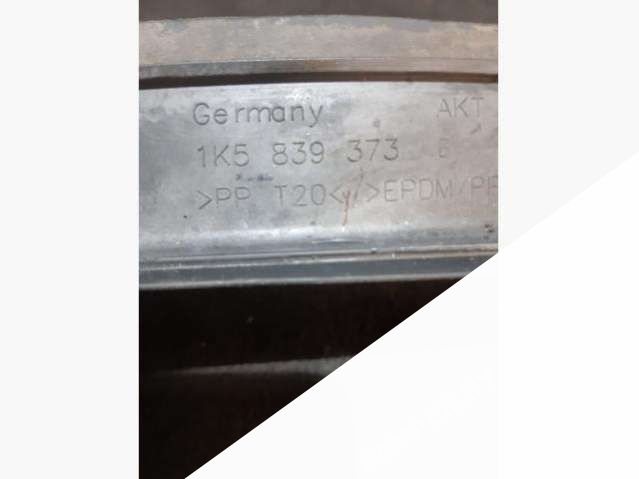 Germany AKT
1K5 839 373
>PP T20< >EPDM/PP